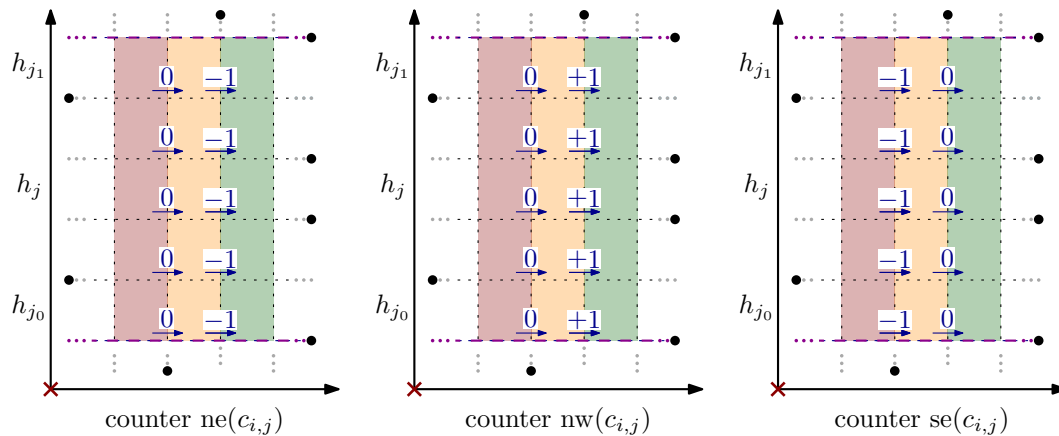 h_{j_1} 0 −1 h_{j_1} 0 +1 h_{j_1} −1 0
0 −1 0 +1 −1 0
h_j 0 −1 h_j 0 +1 h_j −1 0
0 −1 0 +1 −1 0
h_{j_0} 0 −1 h_{j_0} 0 +1 h_{j_0} −1 0
counter ne(c_{i,j}) counter nw(c_{i,j}) counter se(c_{i,j})